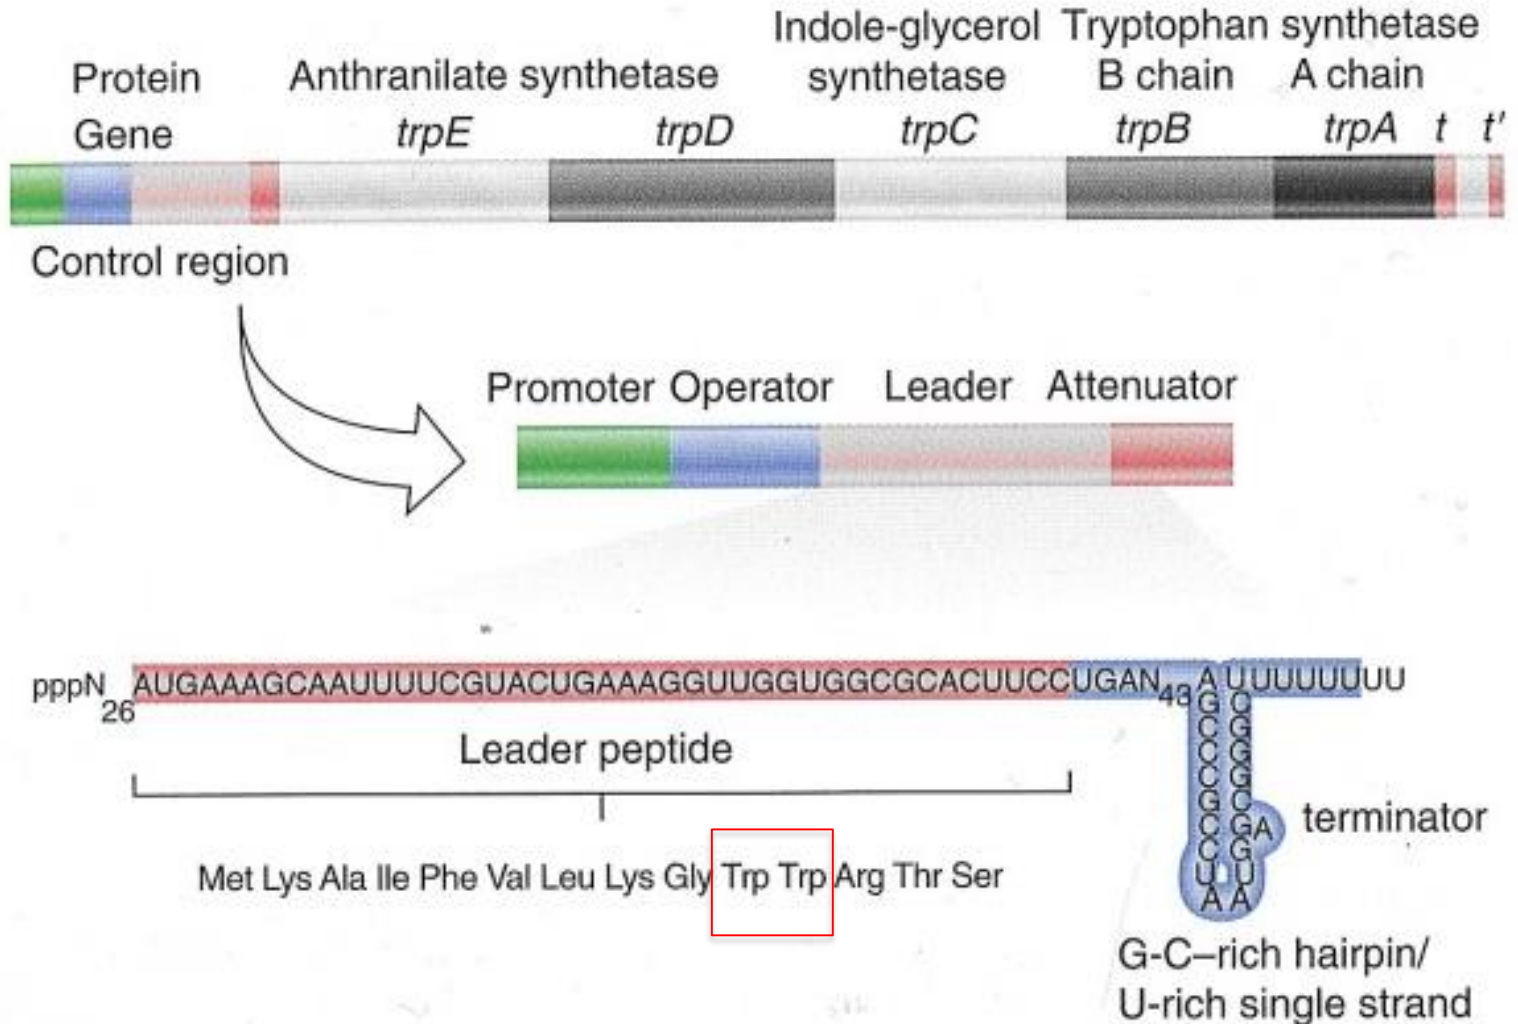 Indole-glycerol Tryptophan synthetase
Protein Anthranilate synthetase synthetase B chain A chain
Gene trpE trpD trpC trpB trpA t t'
Control region
Promoter Operator Leader Attenuator
pppN26 AUGAAAGCAAUUUUCGUACUGAAAGGUUGGUGGCGCACUUCCUGAN43 A UUUUUUUU
G C
C G
C G
C G
G C
C GA
C G
U U
A A
terminator
Leader peptide
Met Lys Ala Ile Phe Val Leu Lys Gly Trp Trp Arg Thr Ser
G-C–rich hairpin/
U-rich single strand